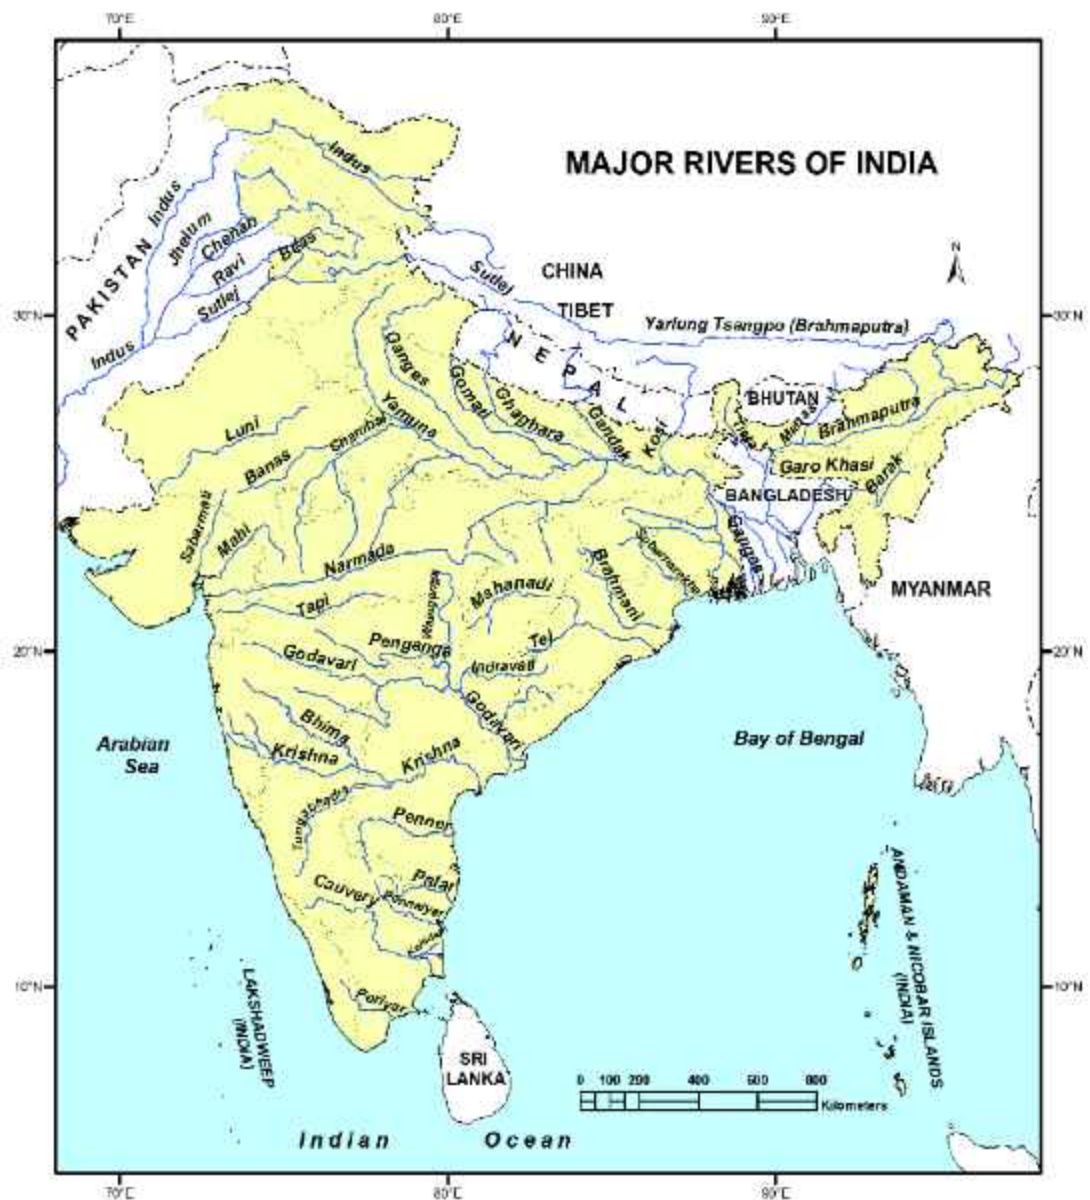 70°E 80°E 90°E
MAJOR RIVERS OF INDIA
N
Indus
Indus
PAKISTAN
Jhelum
Chenab
Ravi
Beas
Sutlej
Indus
Sutlej
CHINA
TIBET
30°N
30°N
Yarlung Tsangpo (Brahmaputra)
NEPAL
BHUTAN
Ganges
Gomati
Ghaghara
Gandak
Kosi
Yamuna
Manas
Brahmaputra
Luni
Banas
Garo Khasi
Barak
BANGLADESH
Sabarmati
Mahi
Narmada
Ganges
Brahmani
Mahanadi
MYANMAR
Tapi
Penganga
Tel
20°N
20°N
Godavari
Indravati
Godavari
Bhima
Krishna
Krishna
Arabian
Sea
Bay of Bengal
Tungabhadra
Penner
Palar
Cauvery
Ponnaiyar
ANDAMAN & NICOBAR ISLANDS
(INDIA)
10°N
10°N
LAKSHADWEEP
(INDIA)
Periyar
SRI
LANKA
0 100 200 400 600 800
Kilometers
Indian Ocean
70°E 80°E 90°E